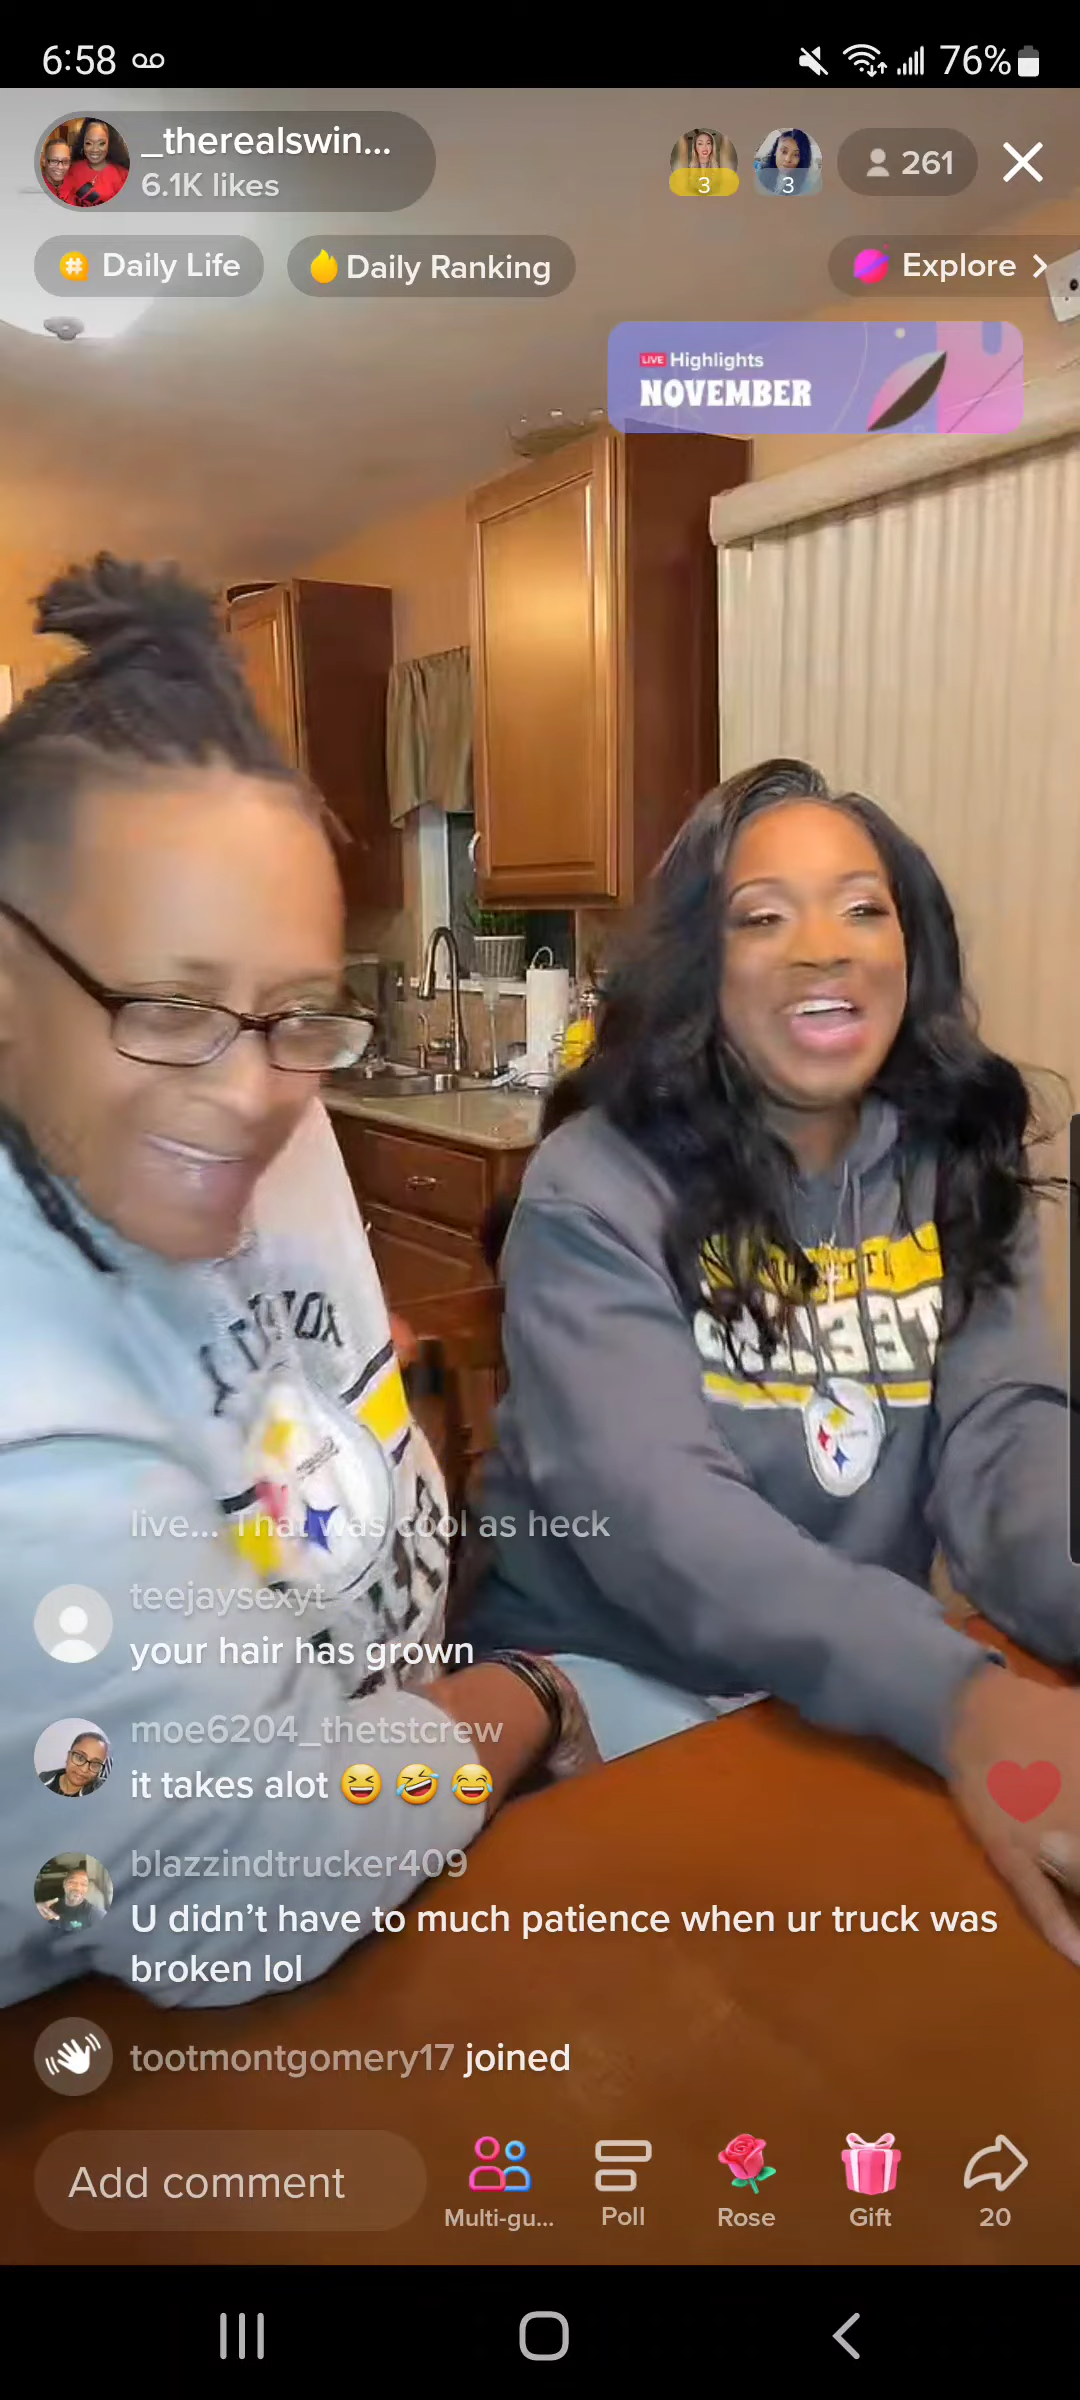 6:58
76%
_therealswin...
6.1K likes
3
3
261
Daily Life
Daily Ranking
Explore >
LIVE Highlights
NOVEMBER
live... That was cool as heck
teejaysexyt
your hair has grown
moe6204_thetstcrew
it takes alot 😆 🤣 😂
blazzindtrucker409
U didn't have to much patience when ur truck was
broken lol
tootmontgomery17 joined
Add comment
Multi-gu...
Poll
Rose
Gift
20